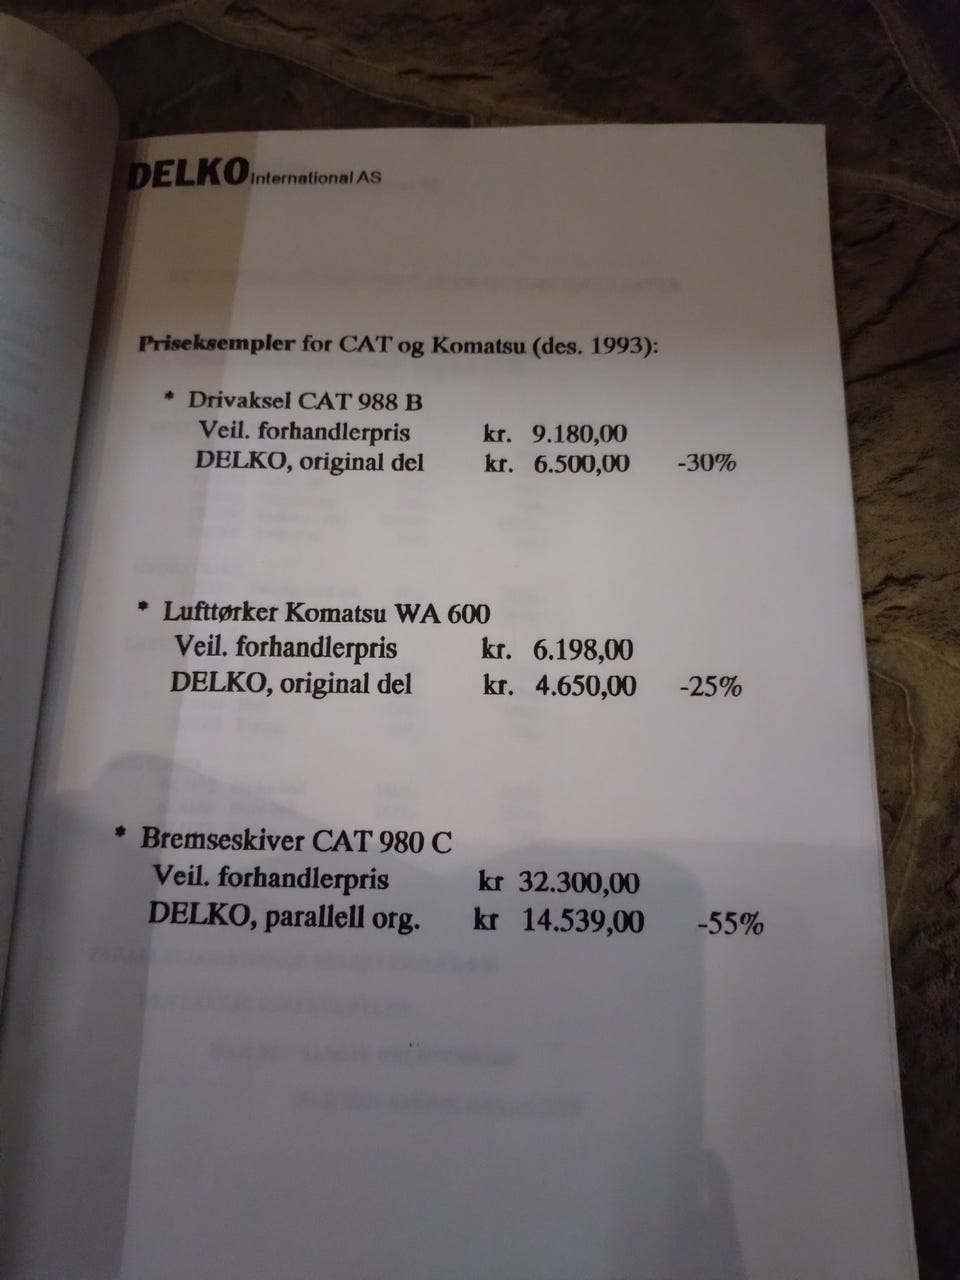 DELKO International AS
Priseksempler for CAT og Komatsu (des. 1993):
* Drivaksel CAT 988 B
Veil. forhandlerpris kr. 9.180,00
DELKO, original del kr. 6.500,00 -30%
* Lufttørker Komatsu WA 600
Veil. forhandlerpris kr. 6.198,00
DELKO, original del kr. 4.650,00 -25%
* Bremseskiver CAT 980 C
Veil. forhandlerpris kr 32.300,00
DELKO, parallell org. kr 14.539,00 -55%